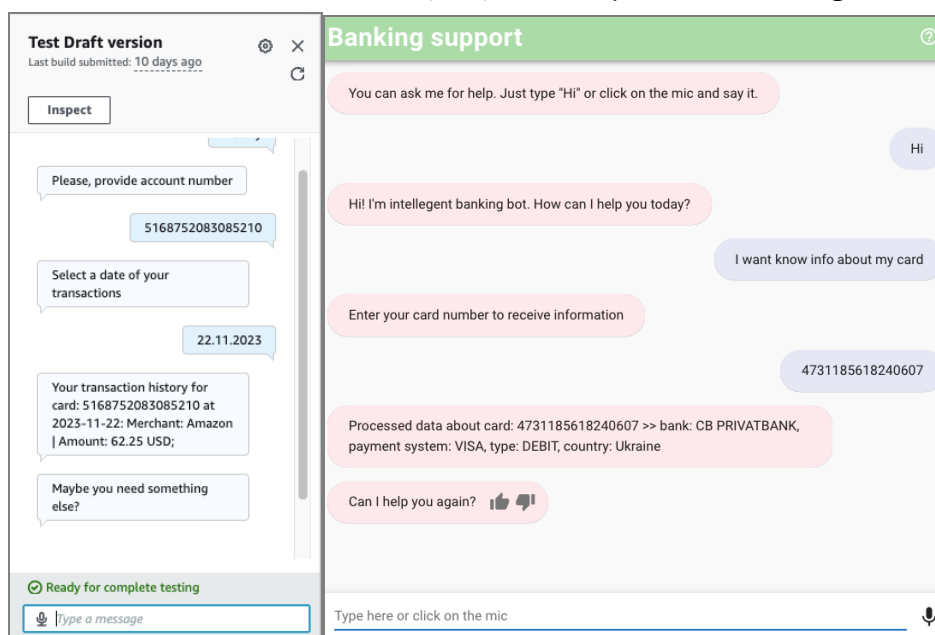 Test Draft version
Last build submitted: 10 days ago
Inspect
Please, provide account number
5168752083085210
Select a date of your
transactions
22.11.2023
Your transaction history for
card: 5168752083085210 at
2023-11-22: Merchant: Amazon
| Amount: 62.25 USD;
Maybe you need something
else?
Ready for complete testing
Type a message
Banking support
You can ask me for help. Just type "Hi" or click on the mic and say it.
Hi
Hi! I'm intellegent banking bot. How can I help you today?
I want know info about my card
Enter your card number to receive information
4731185618240607
Processed data about card: 4731185618240607 >> bank: CB PRIVATBANK,
payment system: VISA, type: DEBIT, country: Ukraine
Can I help you again?
Type here or click on the mic